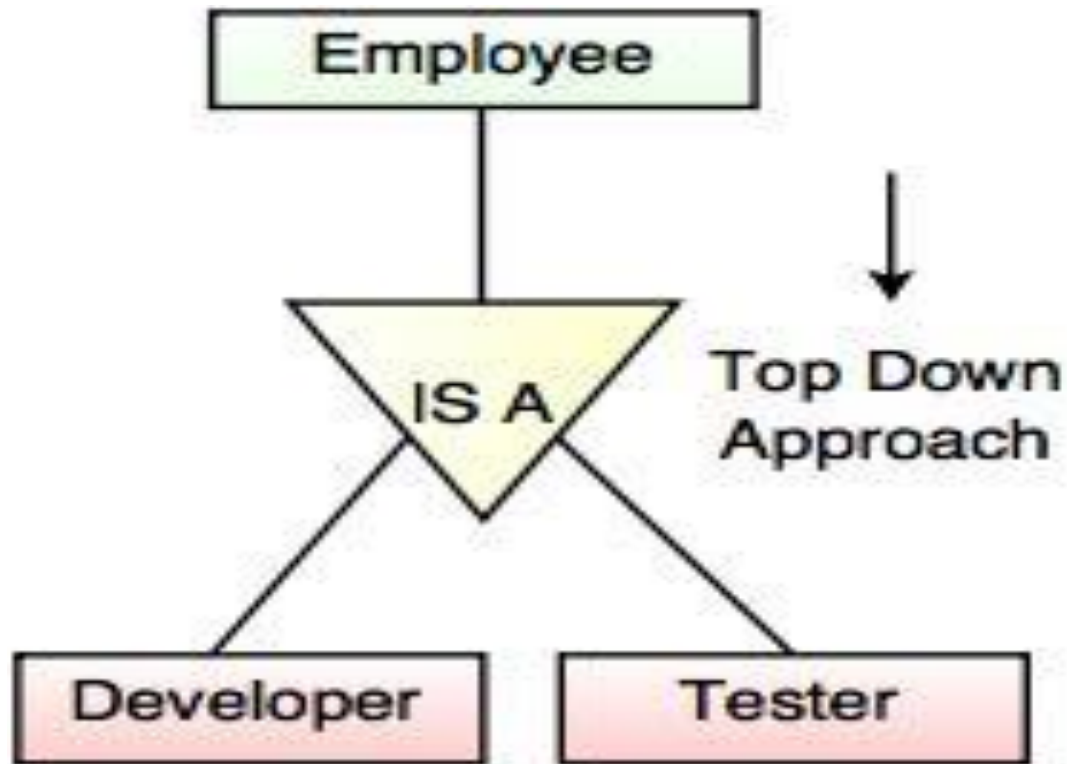 Employee
IS A
Top Down
Approach
Developer
Tester